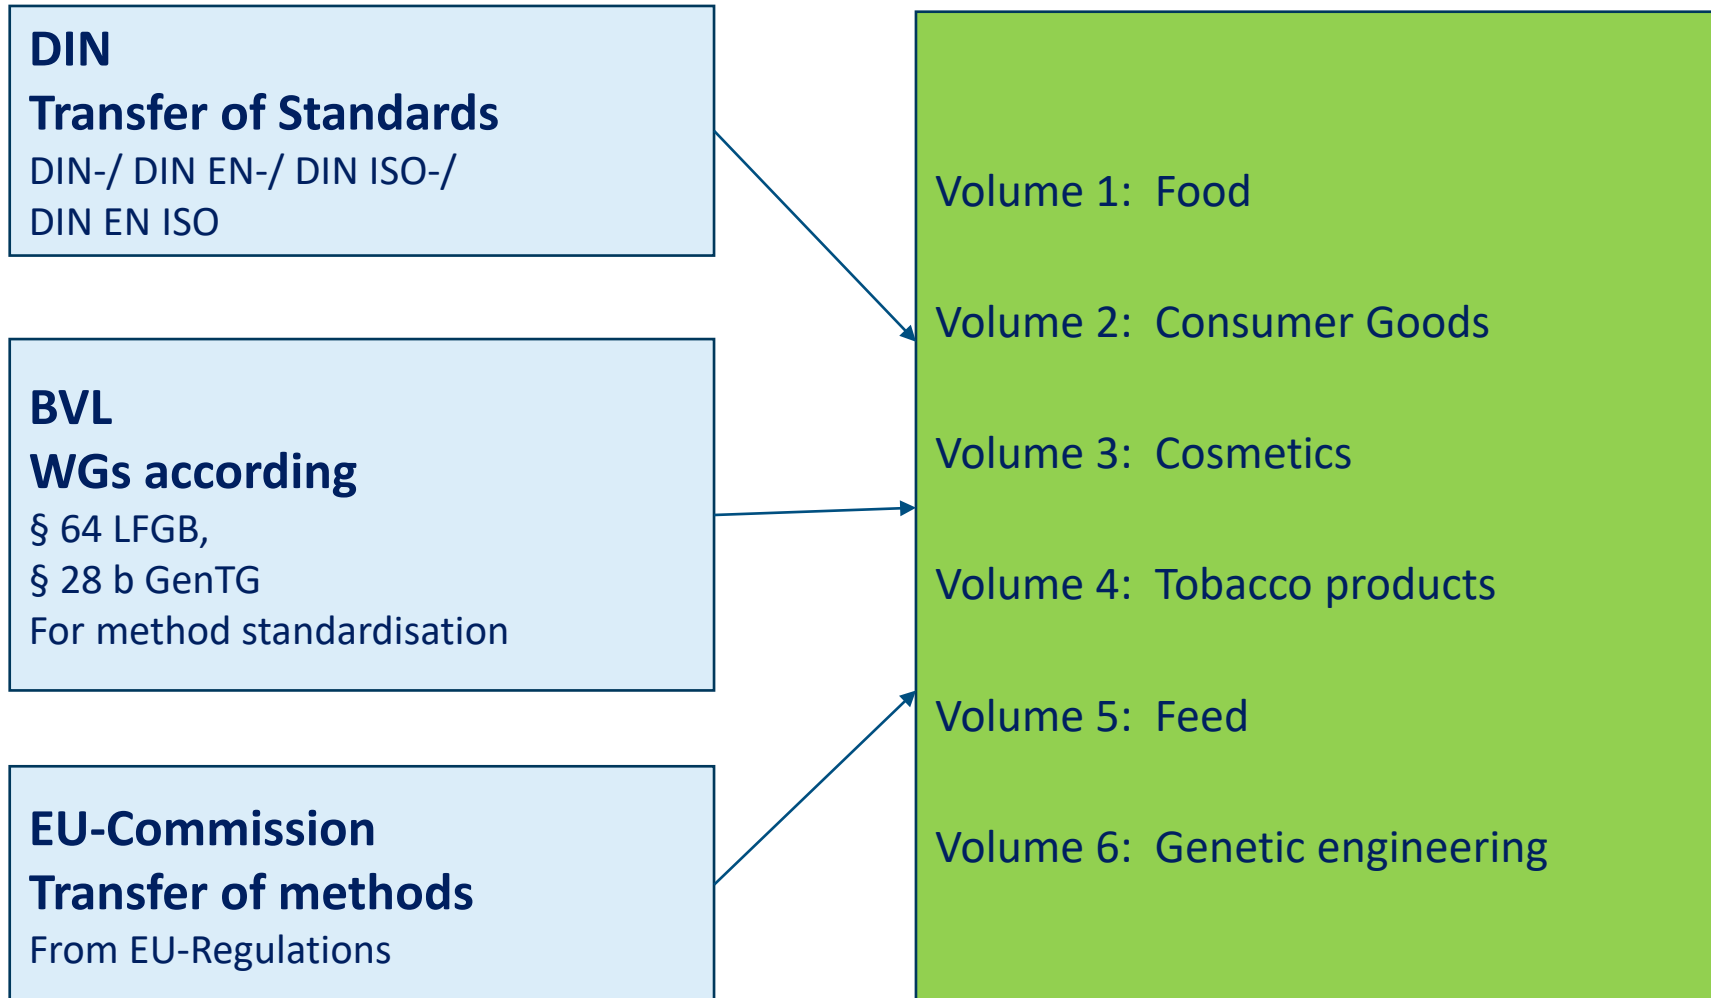 DIN
Transfer of Standards
DIN-/ DIN EN-/ DIN ISO-/
DIN EN ISO
BVL
WGs according
§ 64 LFGB,
§ 28 b GenTG
For method standardisation
EU-Commission
Transfer of methods
From EU-Regulations
Volume 1: Food
Volume 2: Consumer Goods
Volume 3: Cosmetics
Volume 4: Tobacco products
Volume 5: Feed
Volume 6: Genetic engineering